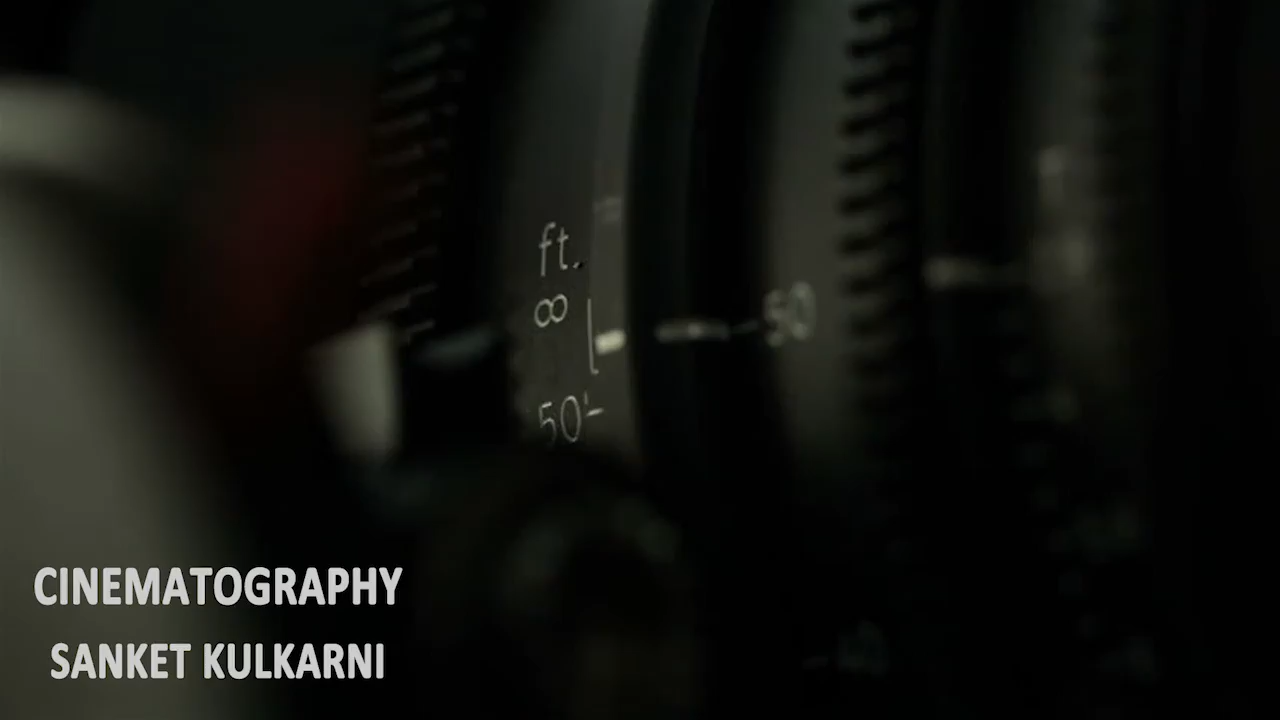 ft.
∞
50'-
50
CINEMATOGRAPHY
SANKET KULKARNI